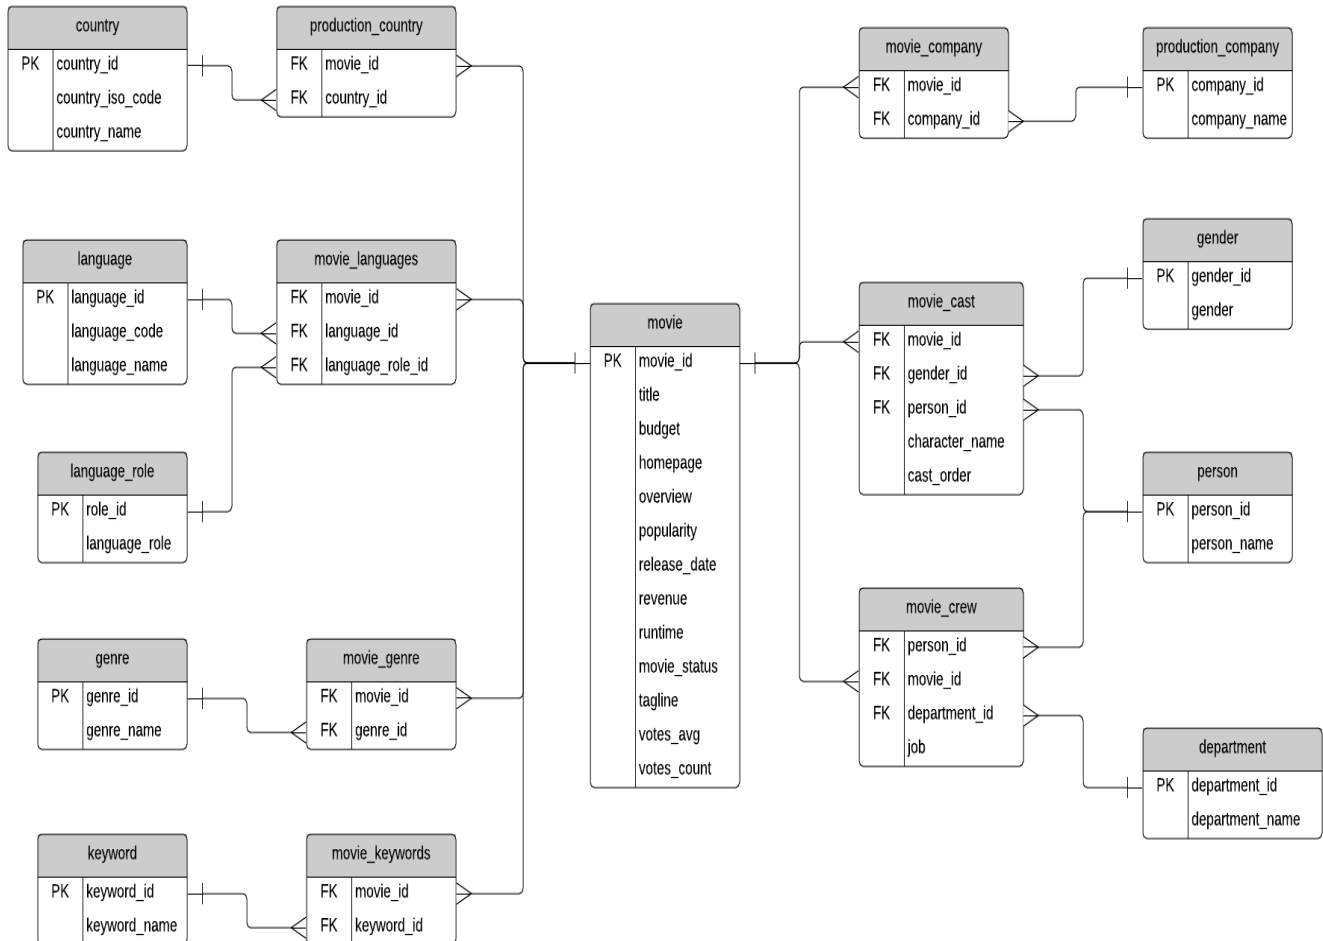 country
PK country_id
country_iso_code
country_name
production_country
FK movie_id
FK country_id
language
PK language_id
language_code
language_name
movie_languages
FK movie_id
FK language_id
FK language_role_id
language_role
PK role_id
language_role
genre
PK genre_id
genre_name
movie_genre
FK movie_id
FK genre_id
keyword
PK keyword_id
keyword_name
movie_keywords
FK movie_id
FK keyword_id
movie
PK movie_id
title
budget
homepage
overview
popularity
release_date
revenue
runtime
movie_status
tagline
votes_avg
votes_count
movie_company
FK movie_id
FK company_id
production_company
PK company_id
company_name
gender
PK gender_id
gender
movie_cast
FK movie_id
FK gender_id
FK person_id
character_name
cast_order
person
PK person_id
person_name
movie_crew
FK person_id
FK movie_id
FK department_id
job
department
PK department_id
department_name